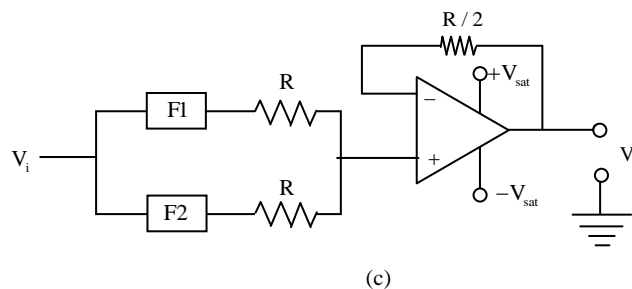 R / 2
R
+V_sat
F1
−
V_i
+
V
F2
R
−V_sat
(c)